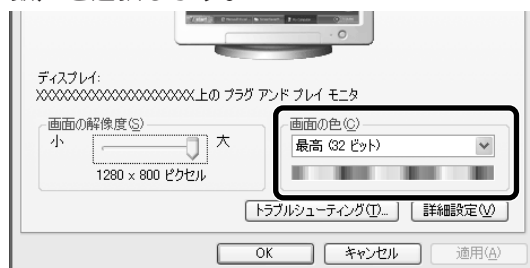 ディスプレイ:
XXXXXXXXXXXXXXXXXXXX上の プラグ アンド プレイ モニタ
画面の解像度(S)
小 大
1280 x 800 ピクセル
画面の色(C)
最高 (32 ビット)
トラブルシューティング(T)... 詳細設定(V)
OK キャンセル 適用(A)